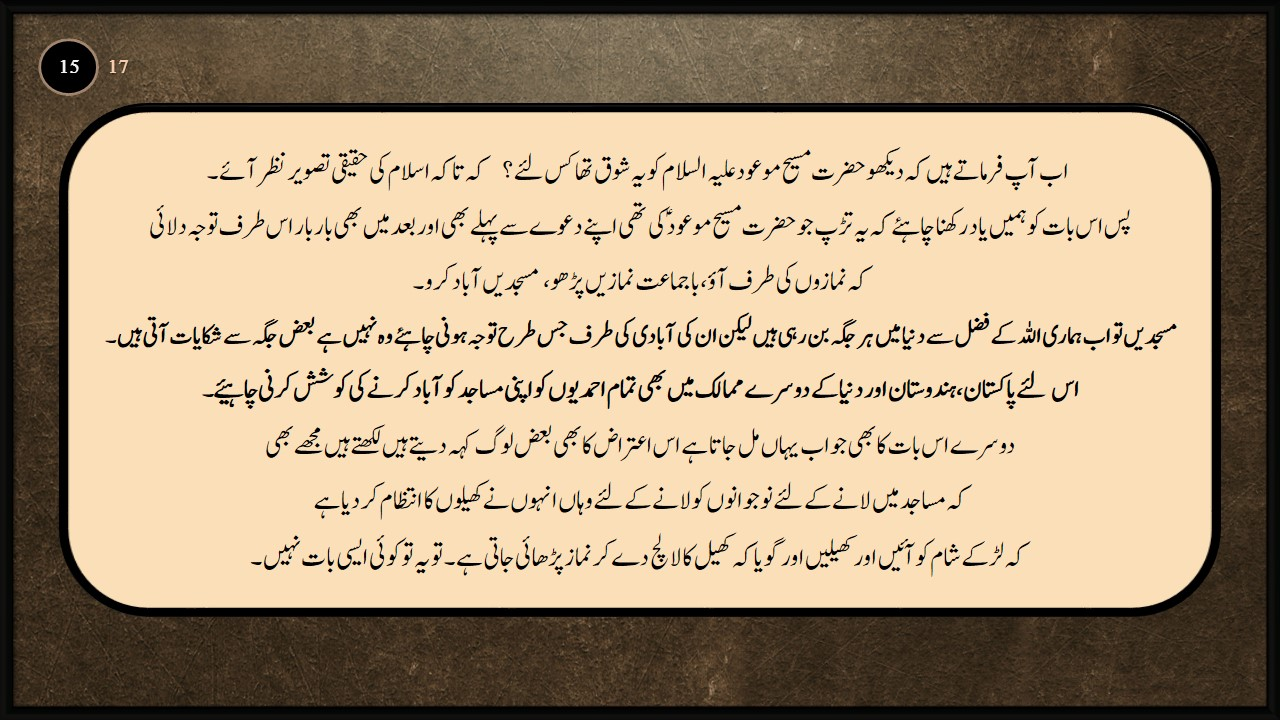 15 17
اب آپ فرماتے ہیں کہ دیکھو حضرت مسیح موعود علیہ السلام کو یہ شوق تھا کس لئے؟ کہ تا کہ اسلام کی حقیقی تصویر نظر آئے۔
پس اس بات کو ہمیں یاد رکھنا چاہئے کہ یہ تڑپ جو حضرت مسیح موعودؑ کی تھی اپنے دعوے سے پہلے بھی اور بعد میں بھی بار بار اس طرف توجہ دلائی
کہ نمازوں کی طرف آؤ، باجماعت نمازیں پڑھو، مسجدیں آباد کرو۔
مسجدیں تو اب ہماری اللہ کے فضل سے دنیا میں ہر جگہ بن رہی ہیں لیکن ان کی آبادی کی طرف جس طرح توجہ ہونی چاہئے وہ نہیں ہے بعض جگہ سے شکایات آتی ہیں۔
اس لئے پاکستان، ہندوستان اور دنیا کے دوسرے ممالک میں بھی تمام احمدیوں کو اپنی مساجد کو آباد کرنے کی کوشش کرنی چاہیئے۔
دوسرے اس بات کا بھی جواب یہاں مل جاتا ہے اس اعتراض کا بھی بعض لوگ کہہ دیتے ہیں لکھتے ہیں مجھے بھی
کہ مساجد میں لانے کے لئے نوجوانوں کو لانے کے لئے وہاں انہوں نے کھیلوں کا انتظام کر دیا ہے
کہ لڑکے شام کو آئیں اور کھیلیں اور گویا کہ کھیل کا لالچ دے کر نماز پڑھائی جاتی ہے۔ تو یہ تو کوئی ایسی بات نہیں۔